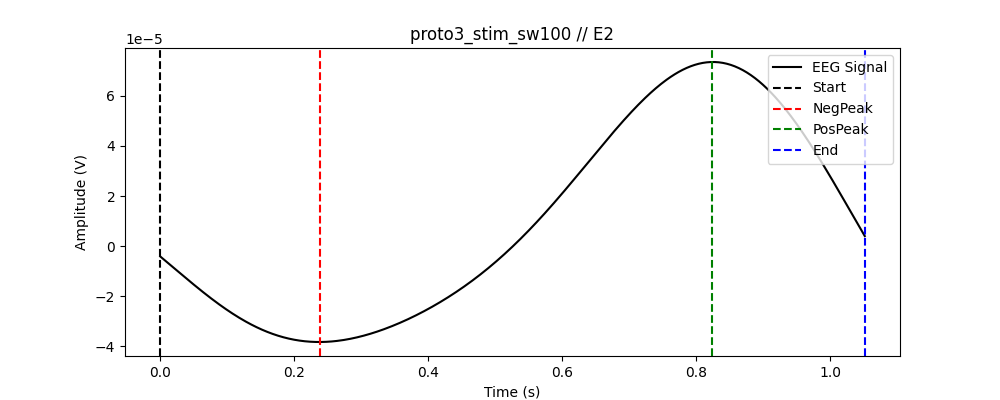 proto3_stim_sw100 // E2
1e−5
Amplitude (V)
6
4
2
0
−2
−4
0.0 0.2 0.4 0.6 0.8 1.0
Time (s)
EEG Signal
Start
NegPeak
PosPeak
End